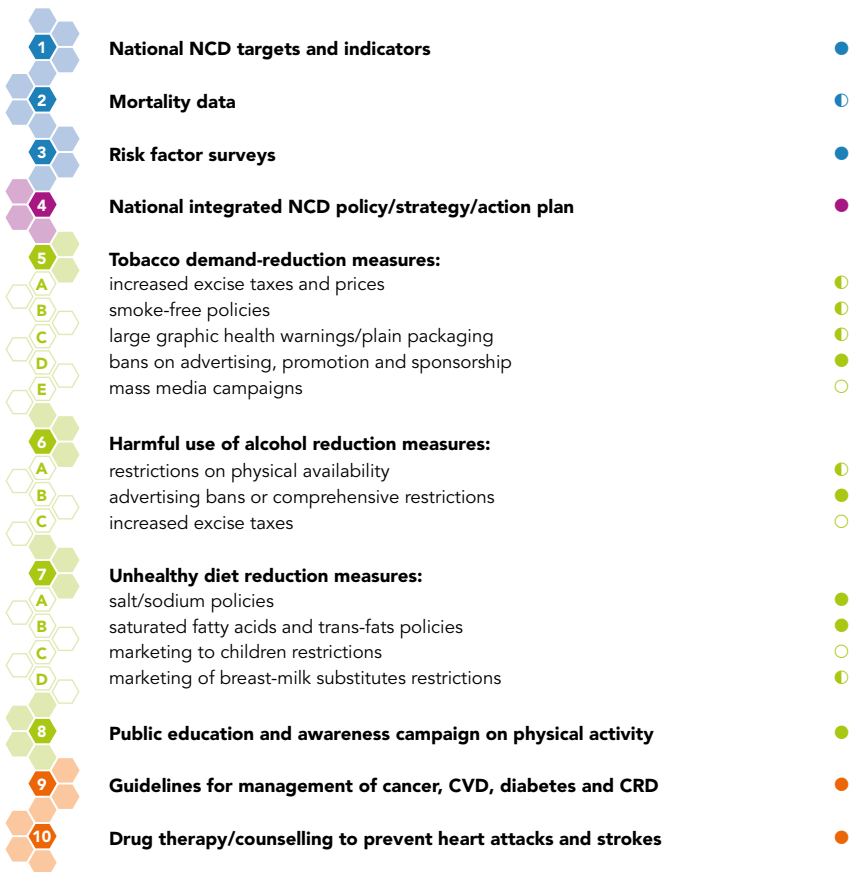 1 National NCD targets and indicators
2 Mortality data
3 Risk factor surveys
4 National integrated NCD policy/strategy/action plan
5 Tobacco demand-reduction measures:
A increased excise taxes and prices
B smoke-free policies
C large graphic health warnings/plain packaging
D bans on advertising, promotion and sponsorship
E mass media campaigns
6 Harmful use of alcohol reduction measures:
A restrictions on physical availability
B advertising bans or comprehensive restrictions
C increased excise taxes
7 Unhealthy diet reduction measures:
A salt/sodium policies
B saturated fatty acids and trans-fats policies
C marketing to children restrictions
D marketing of breast-milk substitutes restrictions
8 Public education and awareness campaign on physical activity
9 Guidelines for management of cancer, CVD, diabetes and CRD
10 Drug therapy/counselling to prevent heart attacks and strokes